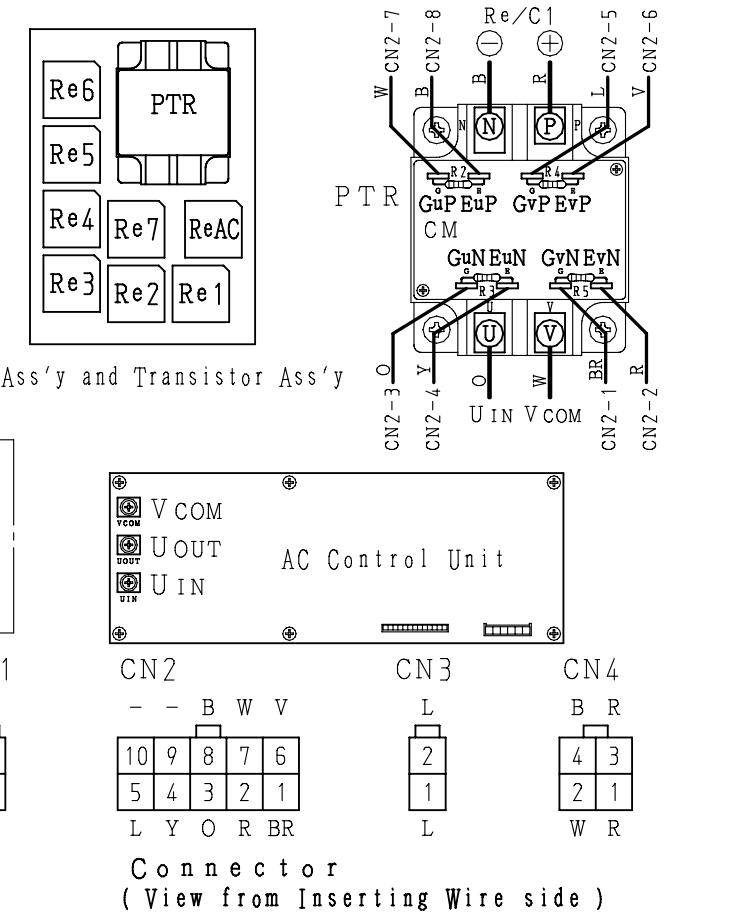 Re/C1
CN2-7
CN2-8
CN2-5
CN2-6
− +
W B B R L V
N N P P
Re6
PTR
Re5
Re4
Re7
ReAC
Re3
Re2
Re1
PTR
R2 R4
G E G E
GuP EuP GvP EvP
CM
GuN EuN GvN EvN
G E G E
R3 R5
U V
U V
O Y O W BR R
CN2-3
CN2-4
UIN VCOM
CN2-1
CN2-2
Ass'y and Transistor Ass'y
VCOM
VCOM
UOUT
UOUT
UIN
UIN
AC Control Unit
1
CN2
CN3
CN4
- - B W V
L
B R
10 9 8 7 6
2
4 3
5 4 3 2 1
1
2 1
L Y O R BR
L
W R
Connector
( View from Inserting Wire side )